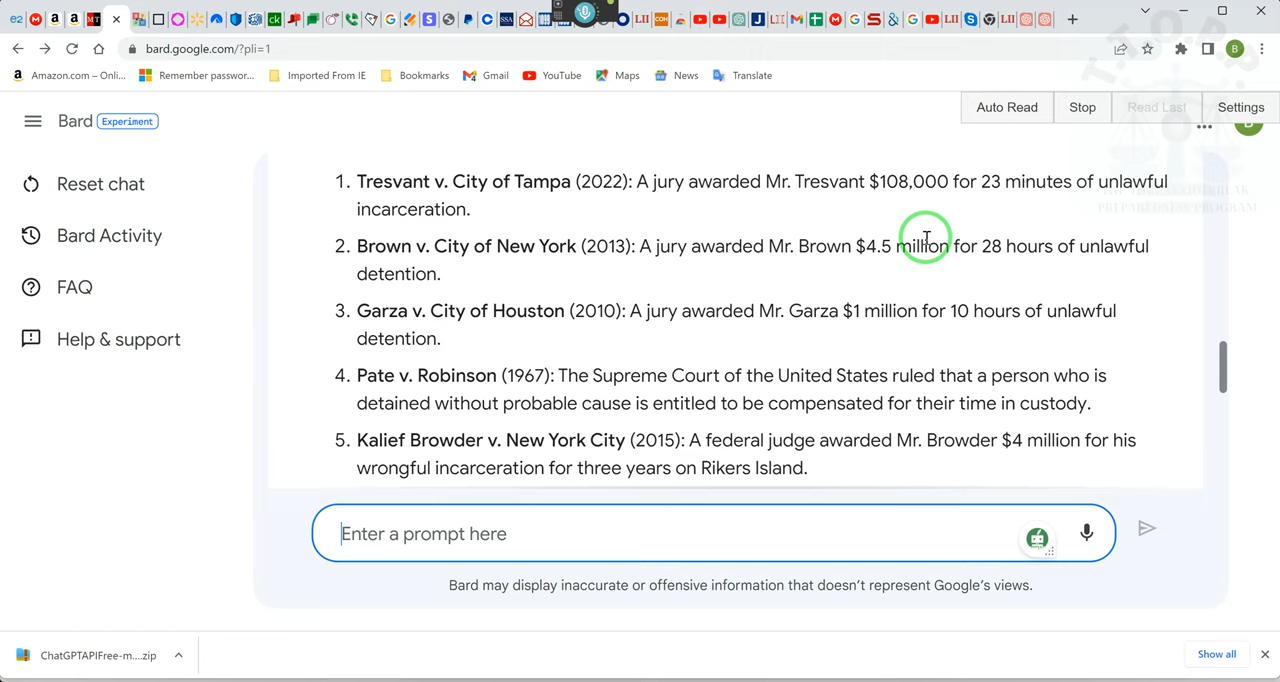 bard.google.com/?pli=1
Amazon.com – Onli...
Remember passwor...
Imported From IE
Bookmarks
Gmail
YouTube
Maps
News
Translate
Auto Read
Stop
Read Last
Settings
Bard Experiment
Reset chat
Bard Activity
FAQ
Help & support
1. Tresvant v. City of Tampa (2022): A jury awarded Mr. Tresvant $108,000 for 23 minutes of unlawful
incarceration.
2. Brown v. City of New York (2013): A jury awarded Mr. Brown $4.5 million for 28 hours of unlawful
detention.
3. Garza v. City of Houston (2010): A jury awarded Mr. Garza $1 million for 10 hours of unlawful
detention.
4. Pate v. Robinson (1967): The Supreme Court of the United States ruled that a person who is
detained without probable cause is entitled to be compensated for their time in custody.
5. Kalief Browder v. New York City (2015): A federal judge awarded Mr. Browder $4 million for his
wrongful incarceration for three years on Rikers Island.
Enter a prompt here
Bard may display inaccurate or offensive information that doesn't represent Google's views.
ChatGPTAPIFree-m....zip
Show all
T.T.O.B.P.P.
PREPAREDNESS PROGRAM